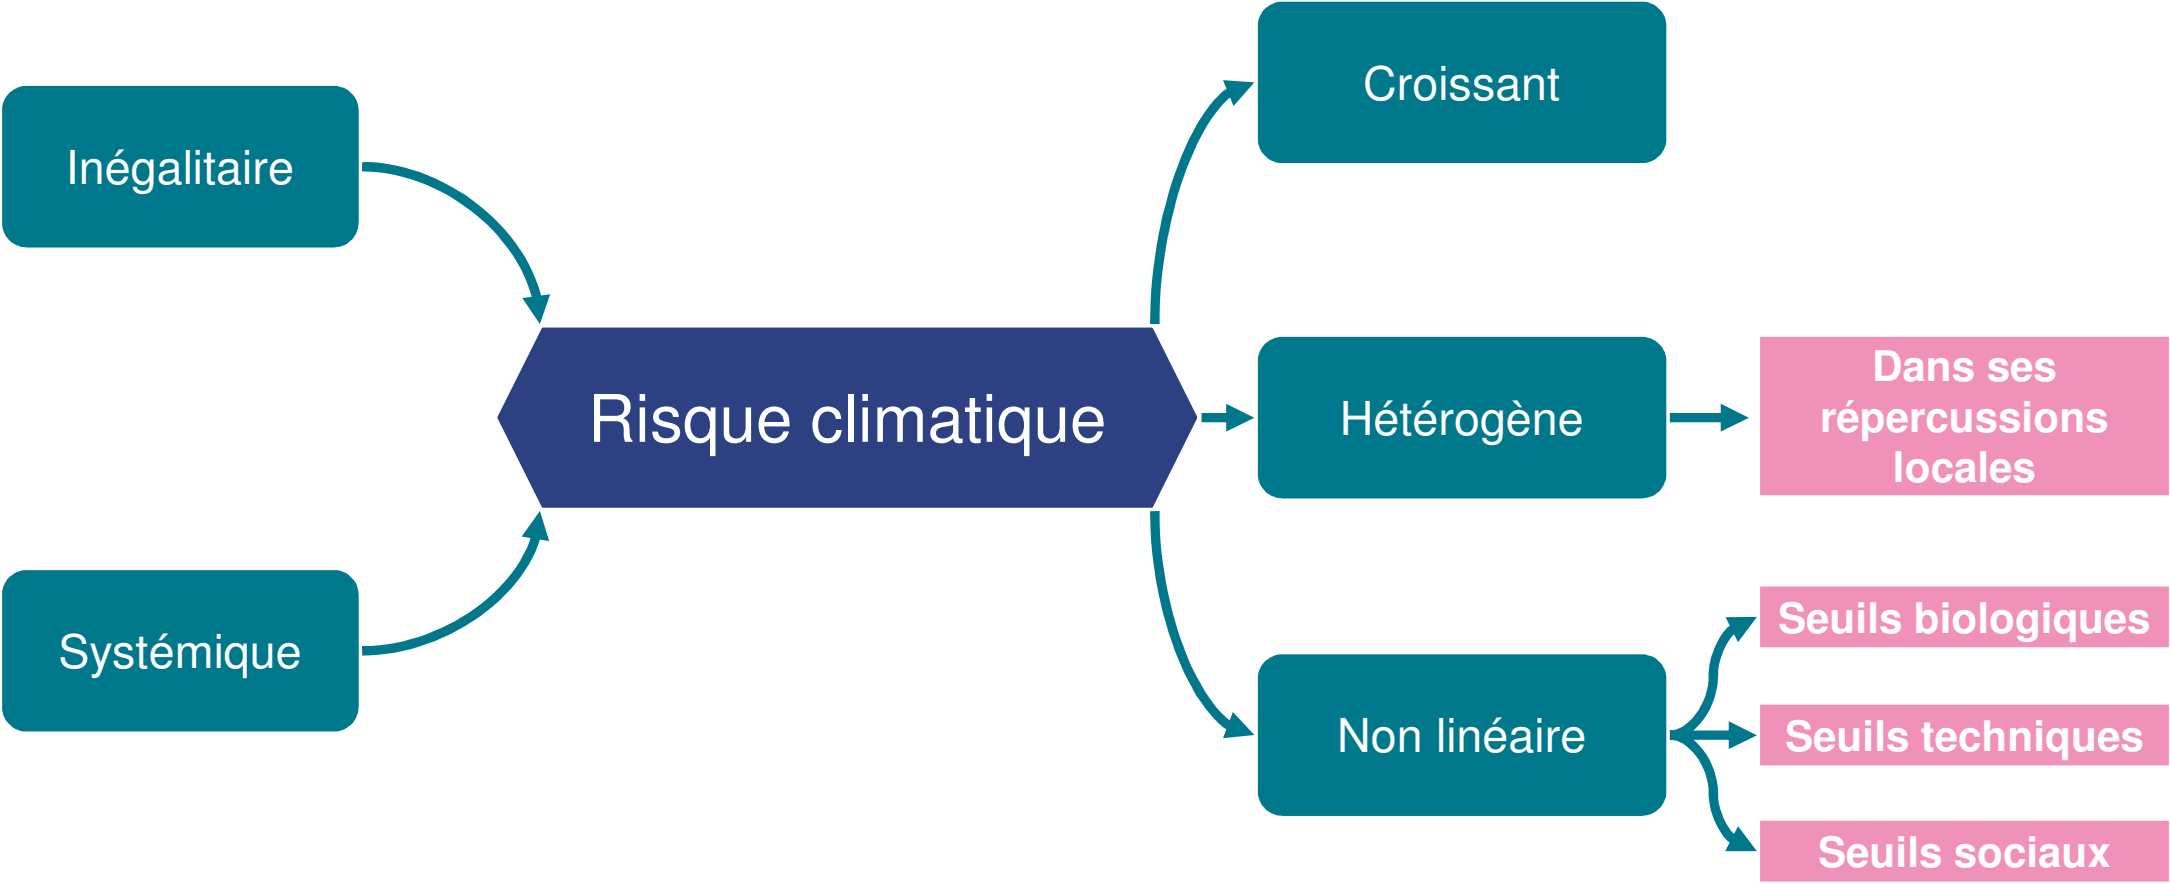 Inégalitaire
Systémique
Risque climatique
Croissant
Hétérogène
Dans ses
répercussions
locales
Non linéaire
Seuils biologiques
Seuils techniques
Seuils sociaux